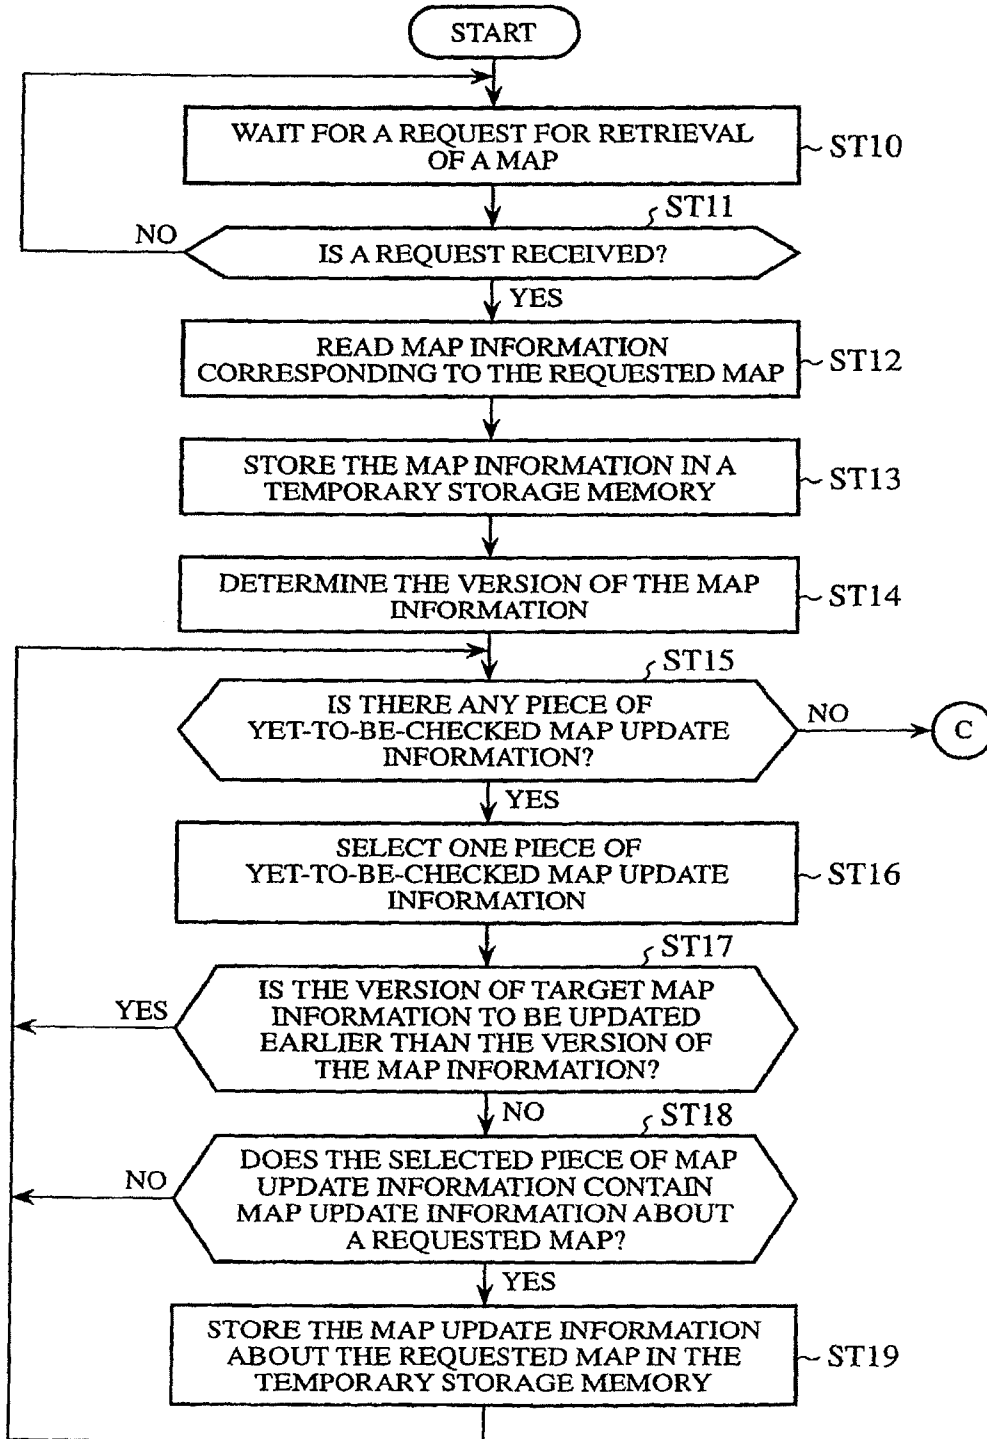 START
WAIT FOR A REQUEST FOR RETRIEVAL
OF A MAP
ST10
ST11
NO
IS A REQUEST RECEIVED?
YES
READ MAP INFORMATION
CORRESPONDING TO THE REQUESTED MAP
ST12
STORE THE MAP INFORMATION IN A
TEMPORARY STORAGE MEMORY
ST13
DETERMINE THE VERSION OF THE MAP
INFORMATION
ST14
ST15
IS THERE ANY PIECE OF
YET-TO-BE-CHECKED MAP UPDATE
INFORMATION?
NO
C
YES
SELECT ONE PIECE OF
YET-TO-BE-CHECKED MAP UPDATE
INFORMATION
ST16
ST17
IS THE VERSION OF TARGET MAP
INFORMATION TO BE UPDATED
EARLIER THAN THE VERSION OF
THE MAP INFORMATION?
YES
NO
ST18
DOES THE SELECTED PIECE OF MAP
UPDATE INFORMATION CONTAIN
MAP UPDATE INFORMATION ABOUT
A REQUESTED MAP?
NO
YES
STORE THE MAP UPDATE INFORMATION
ABOUT THE REQUESTED MAP IN THE
TEMPORARY STORAGE MEMORY
ST19